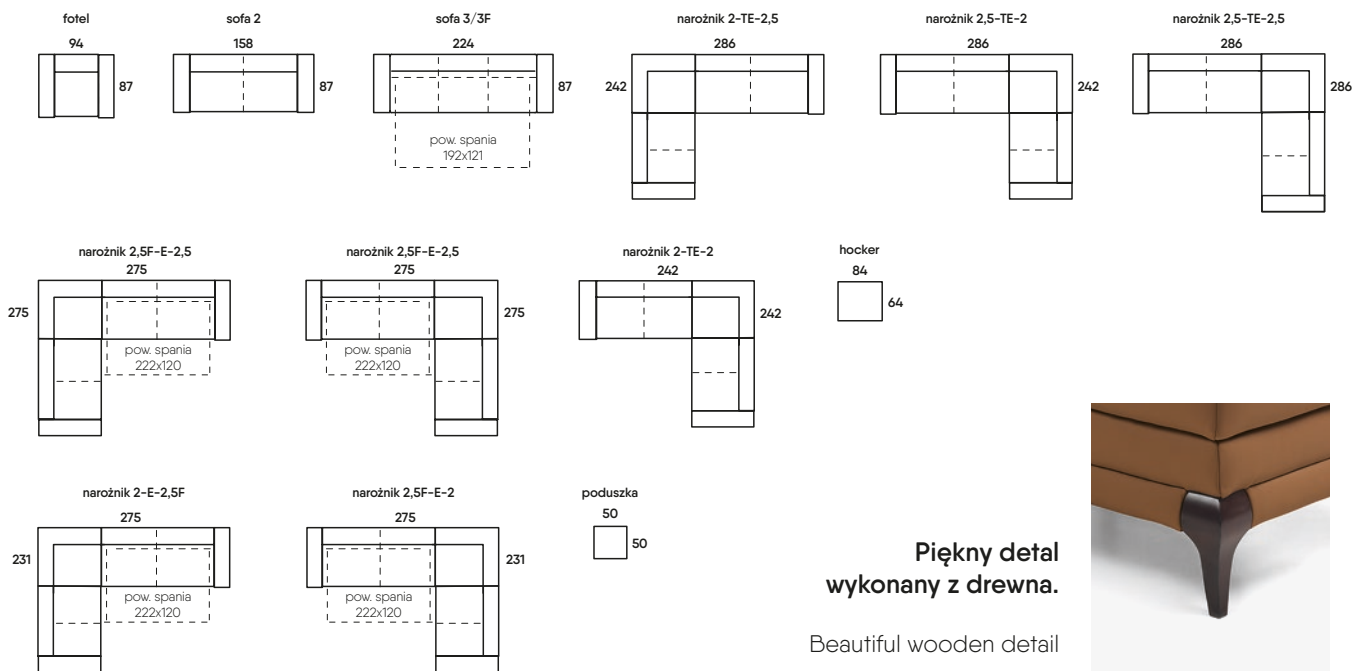 fotel
94
87
sofa 2
158
87
sofa 3/3F
224
87
pow. spania
192x121
narożnik 2-TE-2,5
286
242
narożnik 2,5-TE-2
286
242
narożnik 2,5-TE-2,5
286
286
narożnik 2,5F-E-2,5
275
275
pow. spania
222x120
narożnik 2,5F-E-2,5
275
275
pow. spania
222x120
narożnik 2-TE-2
242
242
hocker
84
64
narożnik 2-E-2,5F
275
231
pow. spania
222x120
narożnik 2,5F-E-2
275
231
pow. spania
222x120
poduszka
50
50
Piękny detal
wykonany z drewna.
Beautiful wooden detail